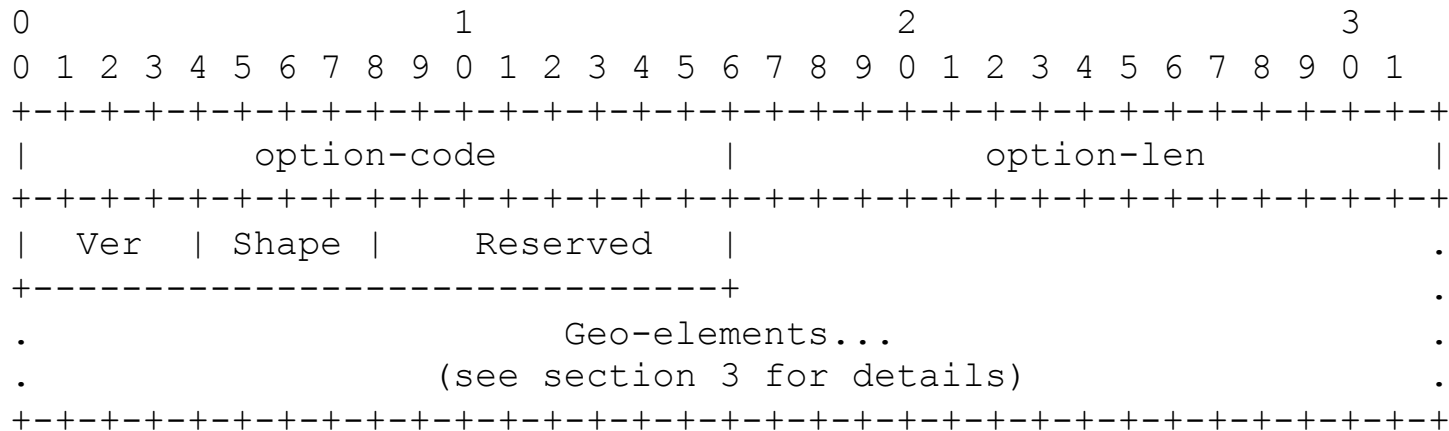 0                   1                   2                   3
0 1 2 3 4 5 6 7 8 9 0 1 2 3 4 5 6 7 8 9 0 1 2 3 4 5 6 7 8 9 0 1
+-+-+-+-+-+-+-+-+-+-+-+-+-+-+-+-+-+-+-+-+-+-+-+-+-+-+-+-+-+-+-+
|          option-code          |           option-len          |
+-+-+-+-+-+-+-+-+-+-+-+-+-+-+-+-+-+-+-+-+-+-+-+-+-+-+-+-+-+-+-+
|  Ver  | Shape |    Reserved   |                               .
+------------------------------+                               .
.                        Geo-elements...                        .
.                  (see section 3 for details)                  .
+-+-+-+-+-+-+-+-+-+-+-+-+-+-+-+-+-+-+-+-+-+-+-+-+-+-+-+-+-+-+-+